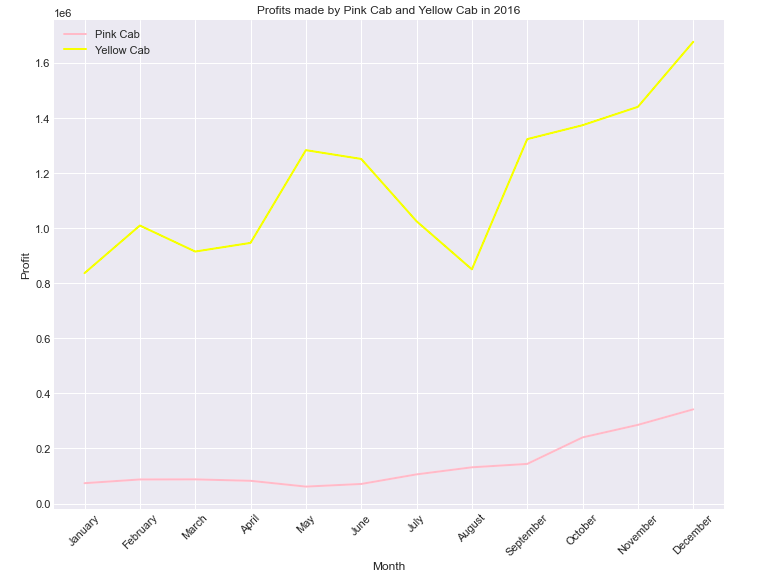 Profits made by Pink Cab and Yellow Cab in 2016
1e6
Pink Cab
Yellow Cab
1.6
1.4
1.2
1.0
0.8
0.6
0.4
0.2
0.0
Profit
January
February
March
April
May
June
July
August
September
October
November
December
Month